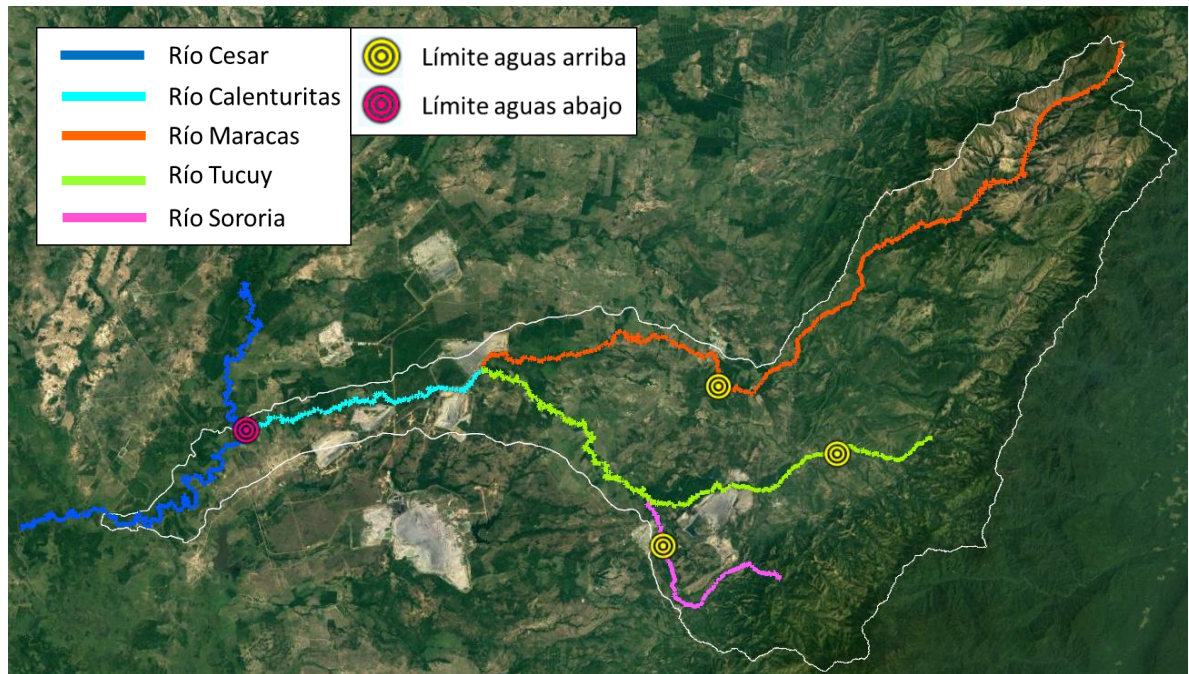 Río Cesar
Río Calenturitas
Río Maracas
Río Tucuy
Río Sororia
Límite aguas arriba
Límite aguas abajo